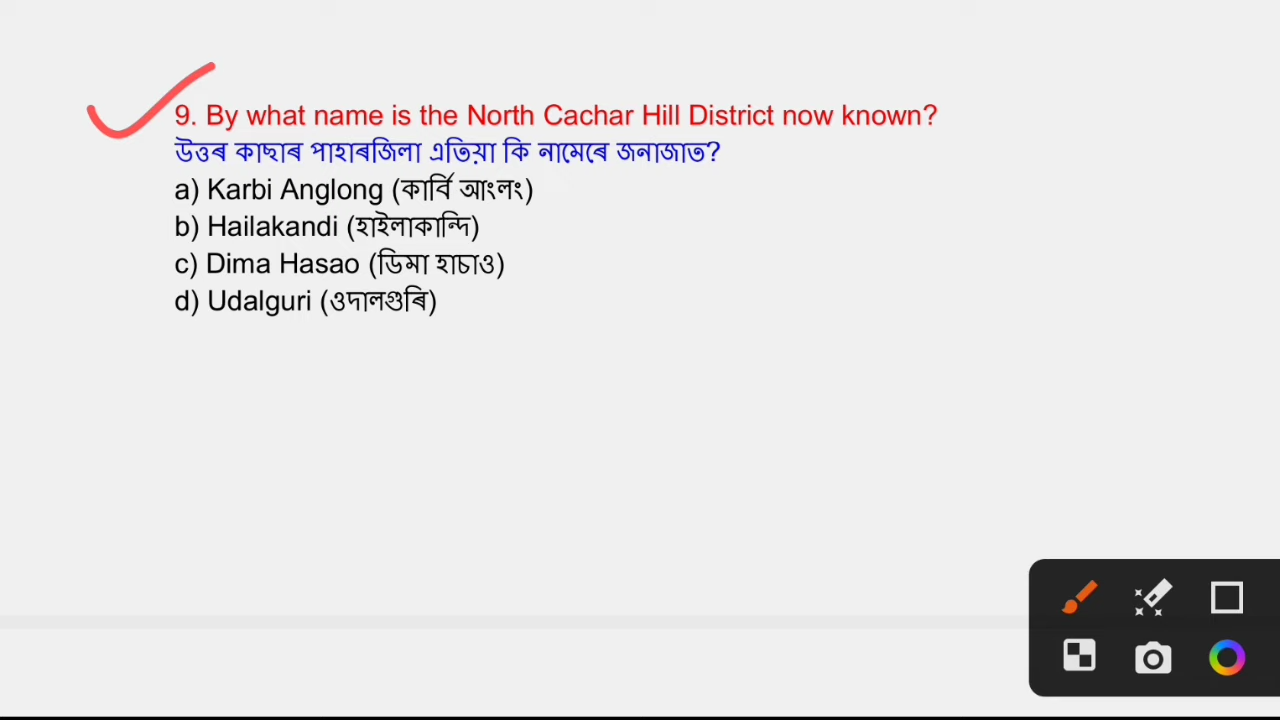 9. By what name is the North Cachar Hill District now known?
উত্তৰ কাছাৰ পাহাৰজিলা এতিয়া কি নামেৰে জনাজাত?
a) Karbi Anglong (কাৰ্বি আংলং)
b) Hailakandi (হাইলাকান্দি)
c) Dima Hasao (ডিমা হাচাও)
d) Udalguri (ওদালগুৰি)